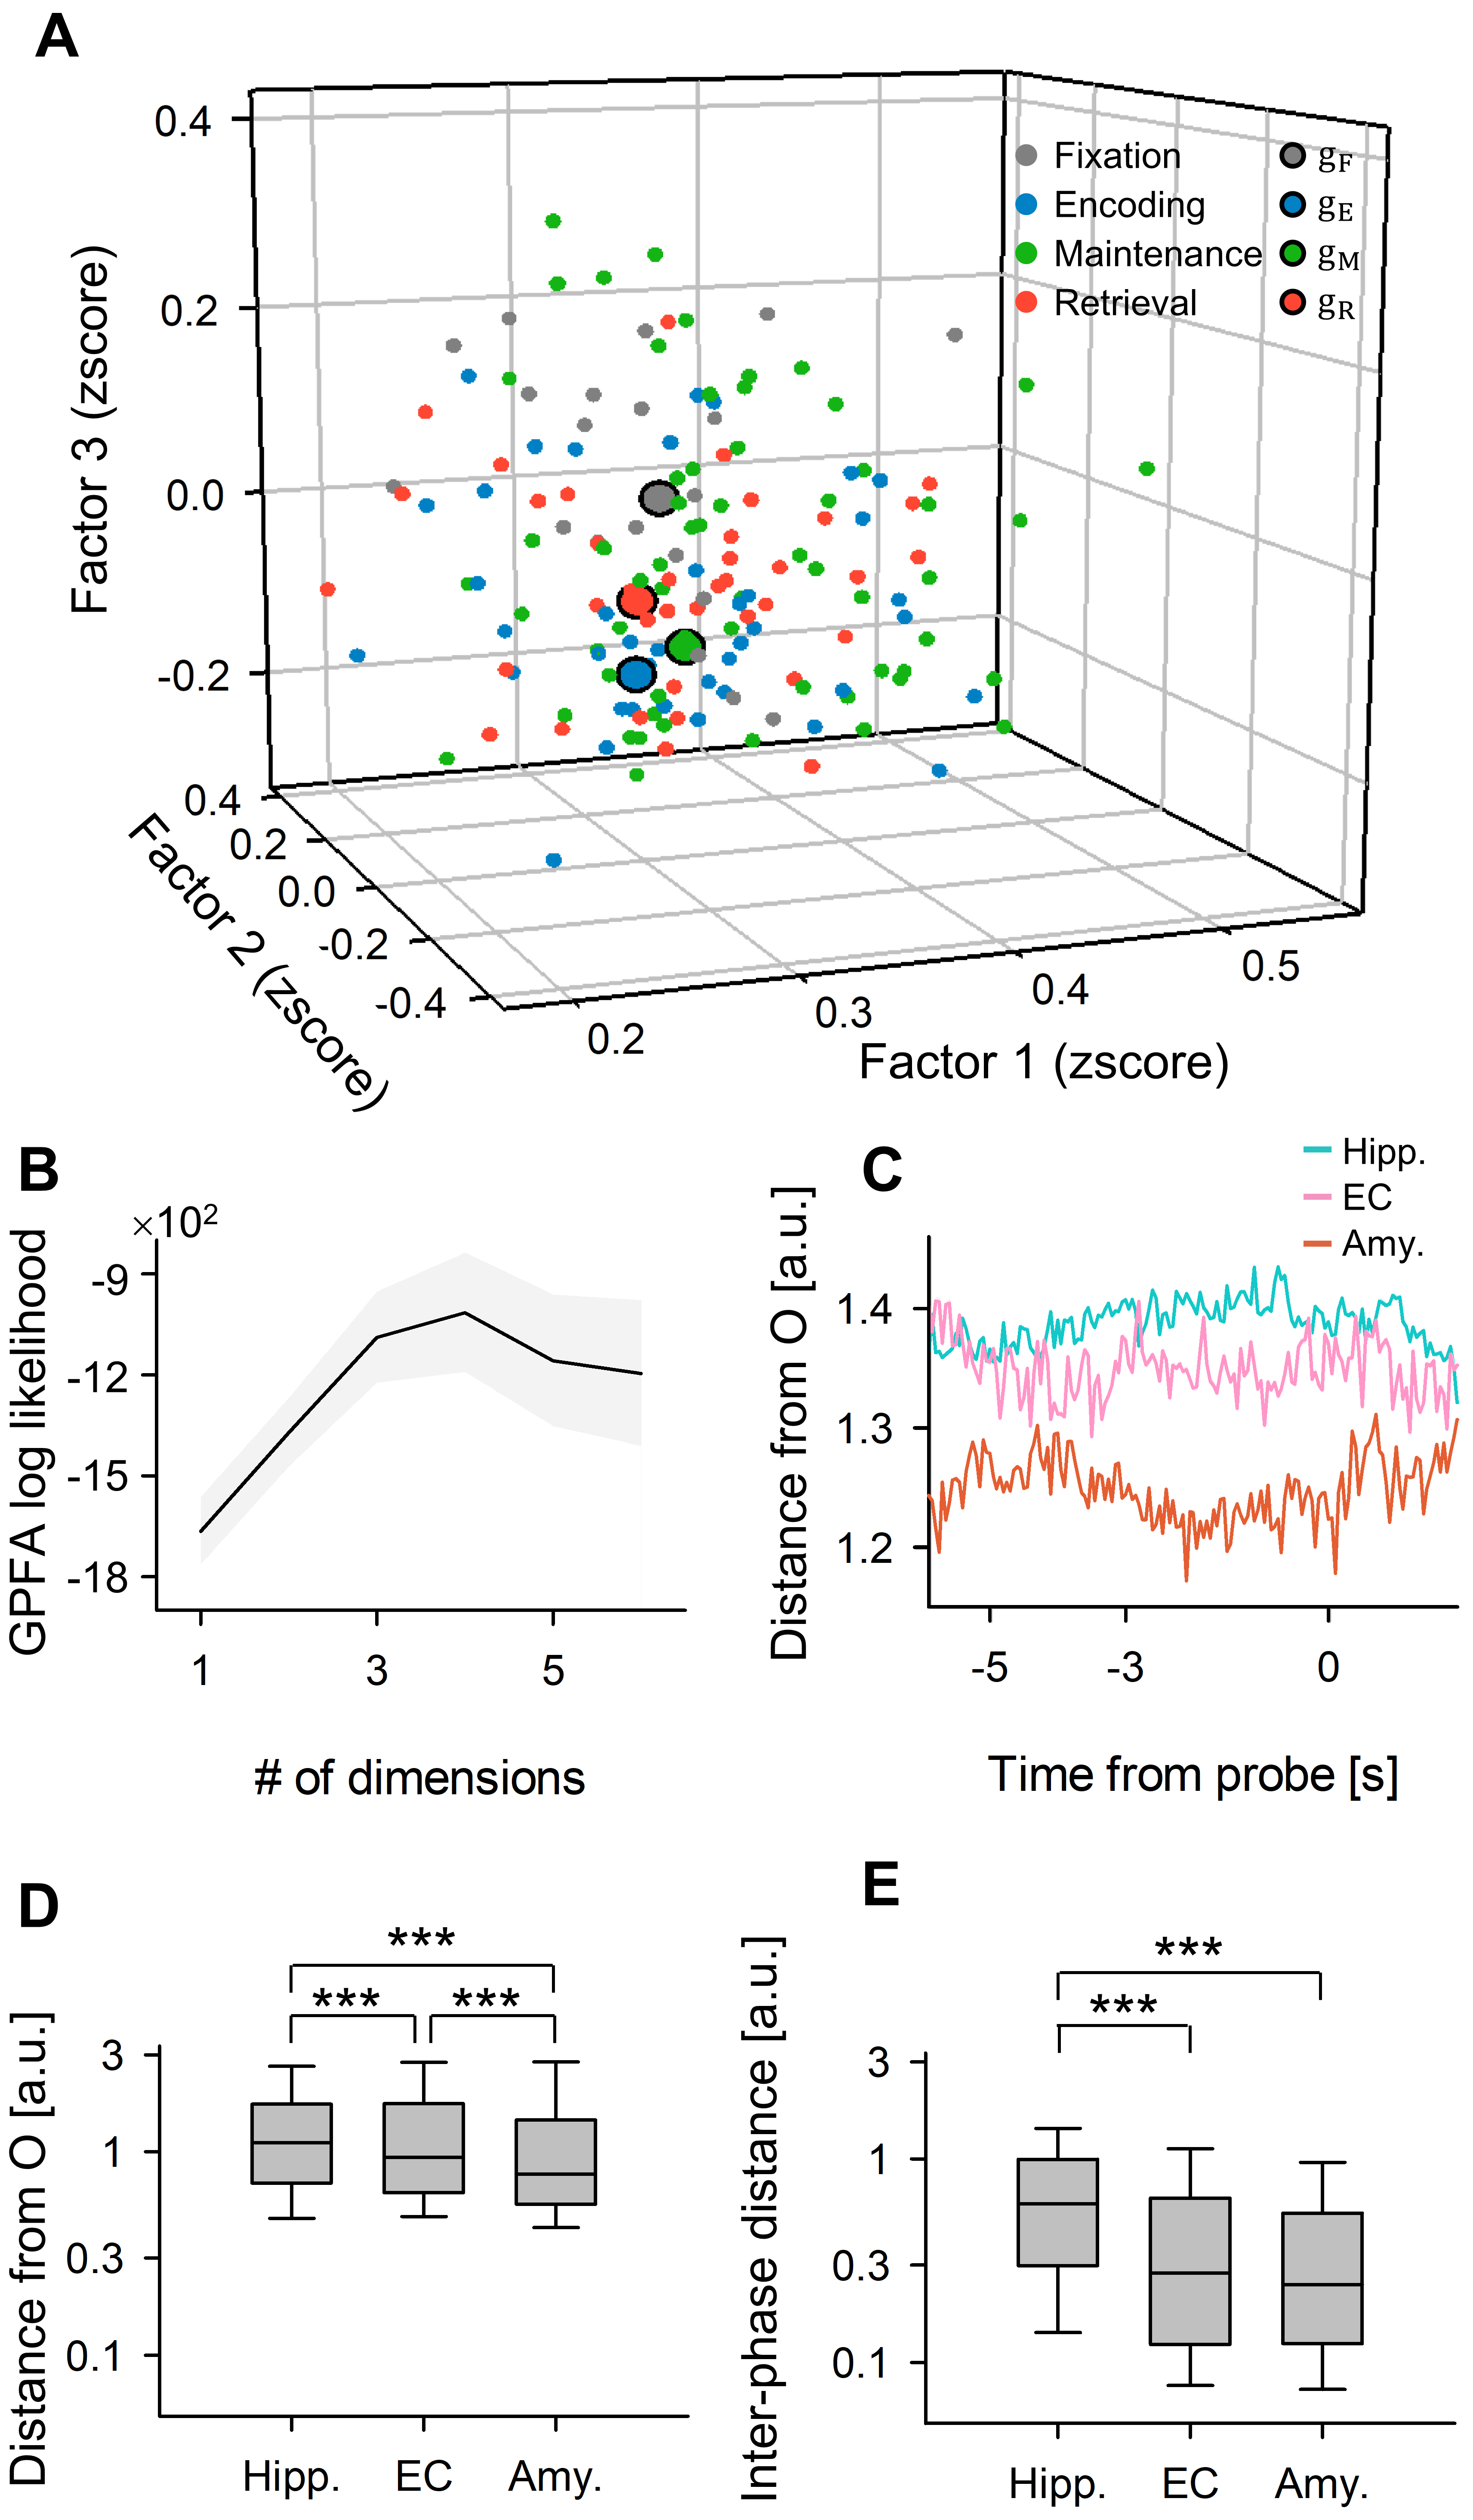 A
Fixation gF
Encoding gE
Maintenance gM
Retrieval gR
Factor 3 (zscore)
0.4
0.2
0.0
-0.2
Factor 2 (zscore)
0.4
0.2
0.0
-0.2
-0.4
0.2
0.3
0.4
0.5
Factor 1 (zscore)
B
×10²
GPFA log likelihood
-9
-12
-15
-18
1 3 5
# of dimensions
C
Hipp.
EC
Amy.
Distance from O [a.u.]
1.4
1.3
1.2
-5 -3 0
Time from probe [s]
D
***
*** ***
Distance from O [a.u.]
3
1
0.3
0.1
Hipp. EC Amy.
E
***
***
Inter-phase distance [a.u.]
3
1
0.3
0.1
Hipp. EC Amy.